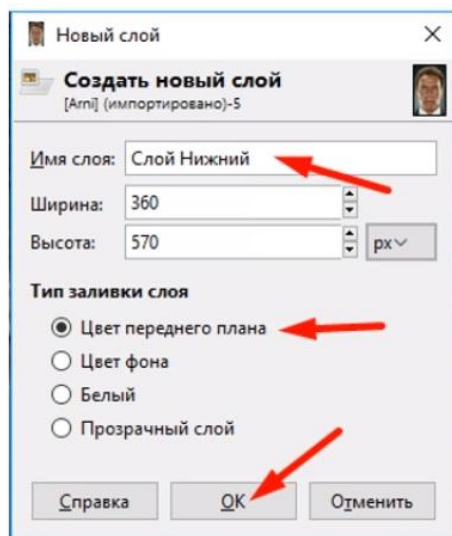 Новый слой
Создать новый слой
[Arni] (импортировано)-5
Имя слоя: Слой Нижний
Ширина: 360
Высота: 570 px
Тип заливки слоя
Цвет переднего плана
Цвет фона
Белый
Прозрачный слой
Справка OK Отменить